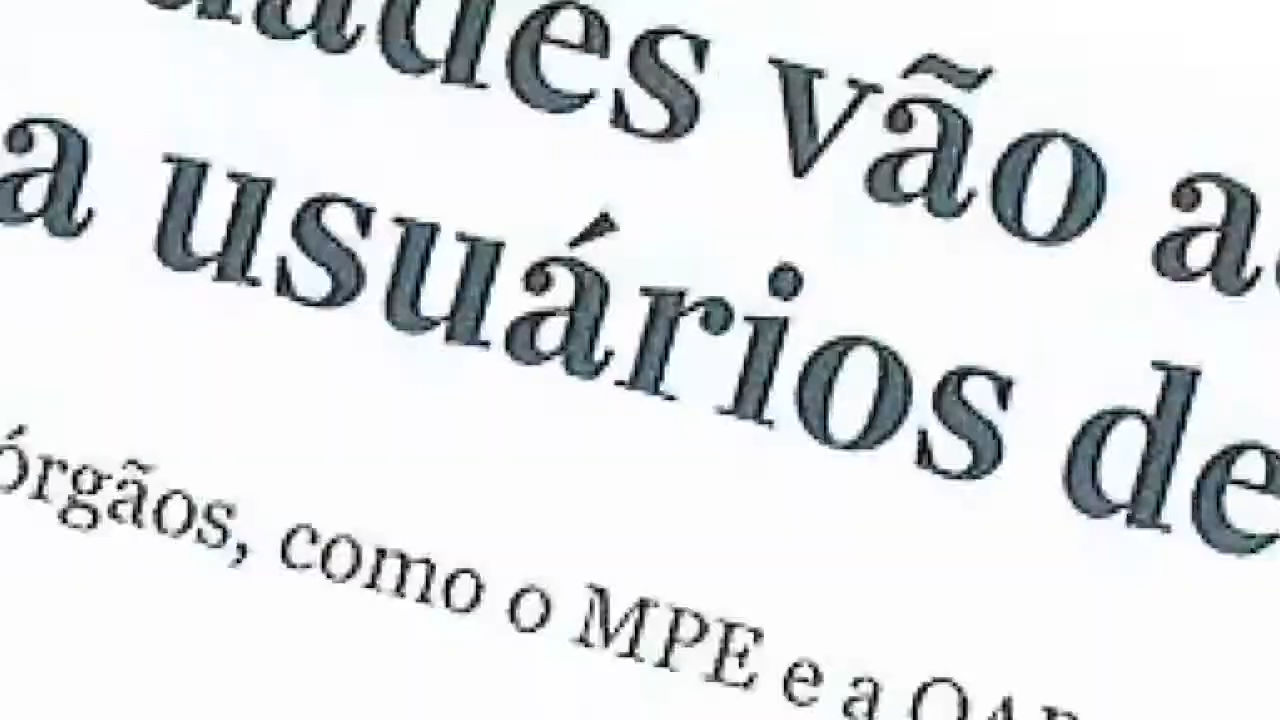 vão
a usuários de
órgãos, como o MPE e a